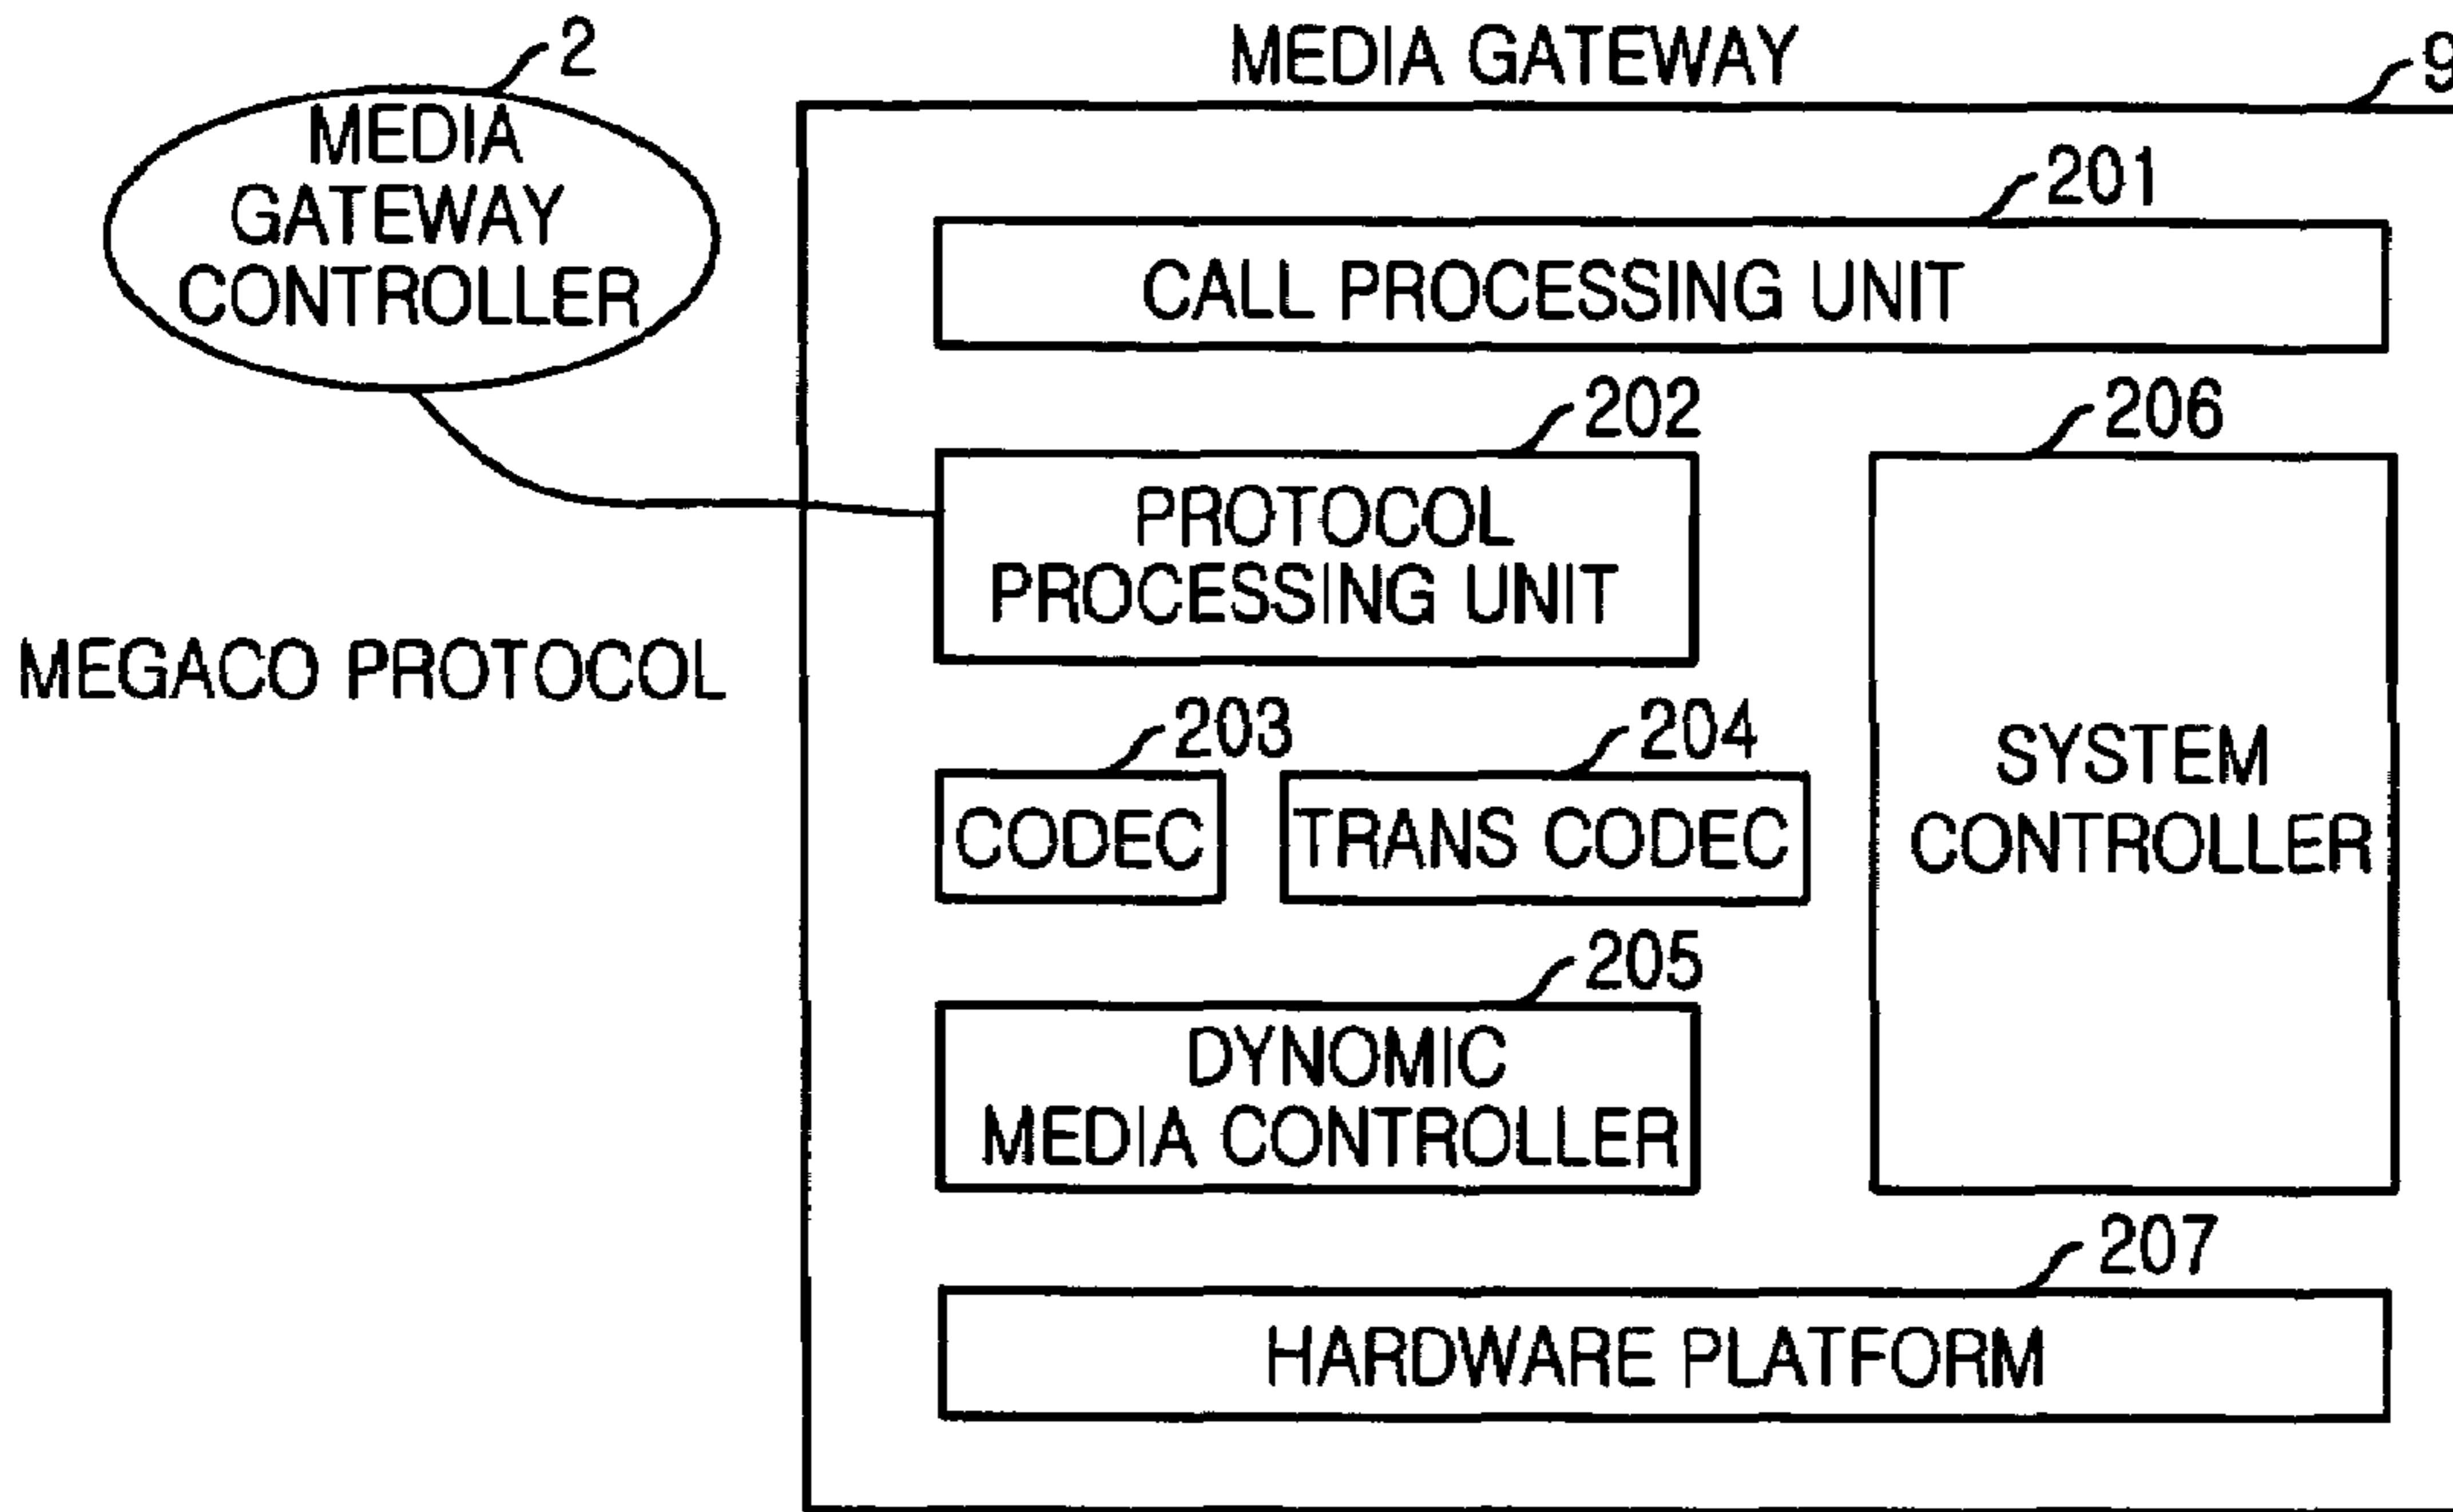 2
MEDIA
GATEWAY
CONTROLLER
MEGACO PROTOCOL
MEDIA GATEWAY
9
201
CALL PROCESSING UNIT
202
PROTOCOL
PROCESSING UNIT
206
SYSTEM
CONTROLLER
203
CODEC
204
TRANS CODEC
205
DYNOMIC
MEDIA CONTROLLER
207
HARDWARE PLATFORM